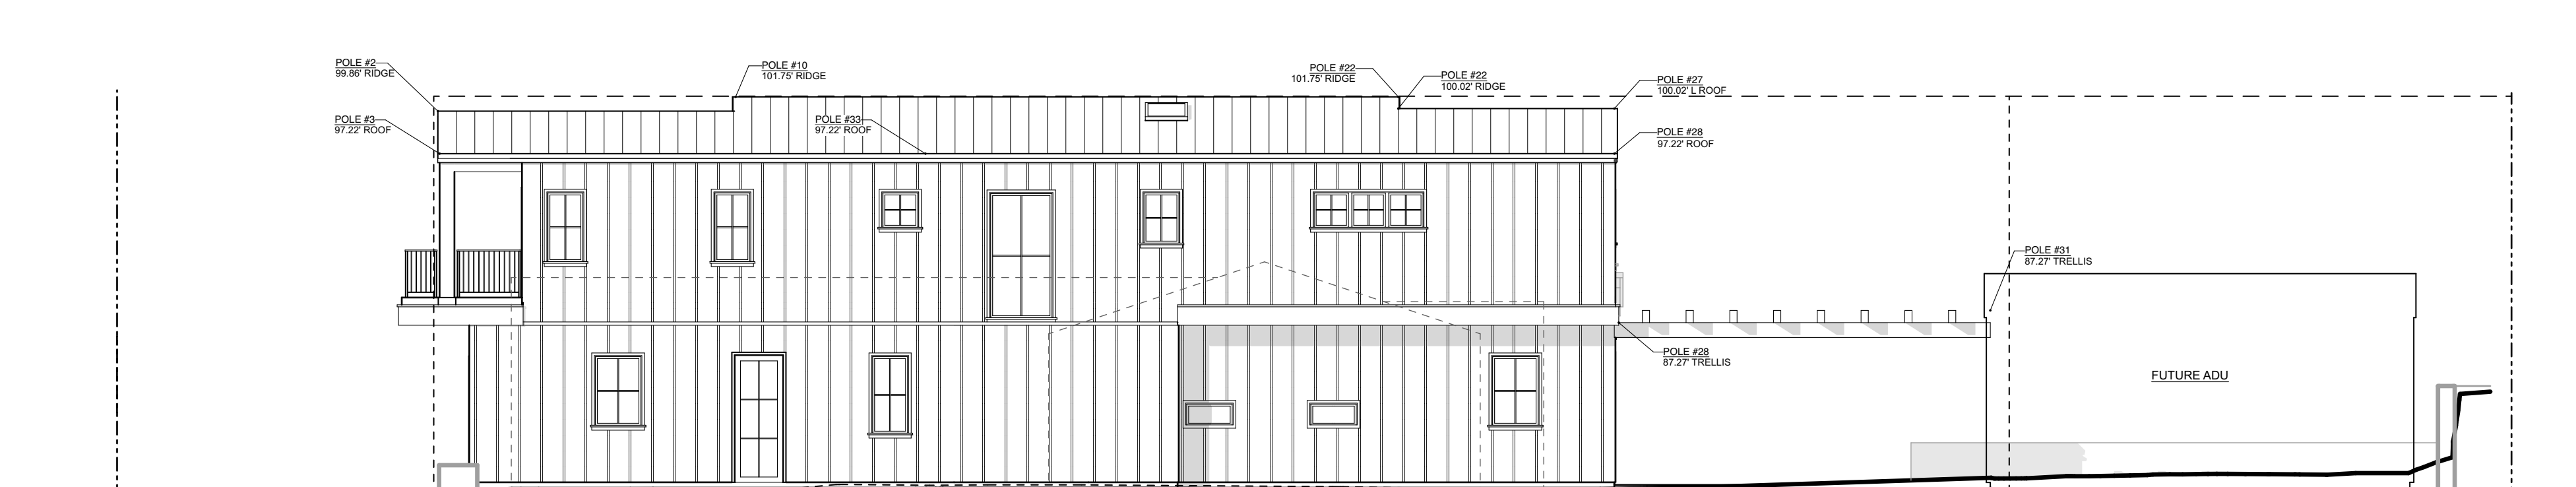 POLE #2
99.86' RIDGE
POLE #10
101.75' RIDGE
POLE #22
101.75' RIDGE
POLE #22
100.02' RIDGE
POLE #27
100.02' L ROOF
POLE #3
97.22' ROOF
POLE #33
97.22' ROOF
POLE #28
97.22' ROOF
POLE #31
87.27' TRELLIS
POLE #28
87.27' TRELLIS
FUTURE ADU